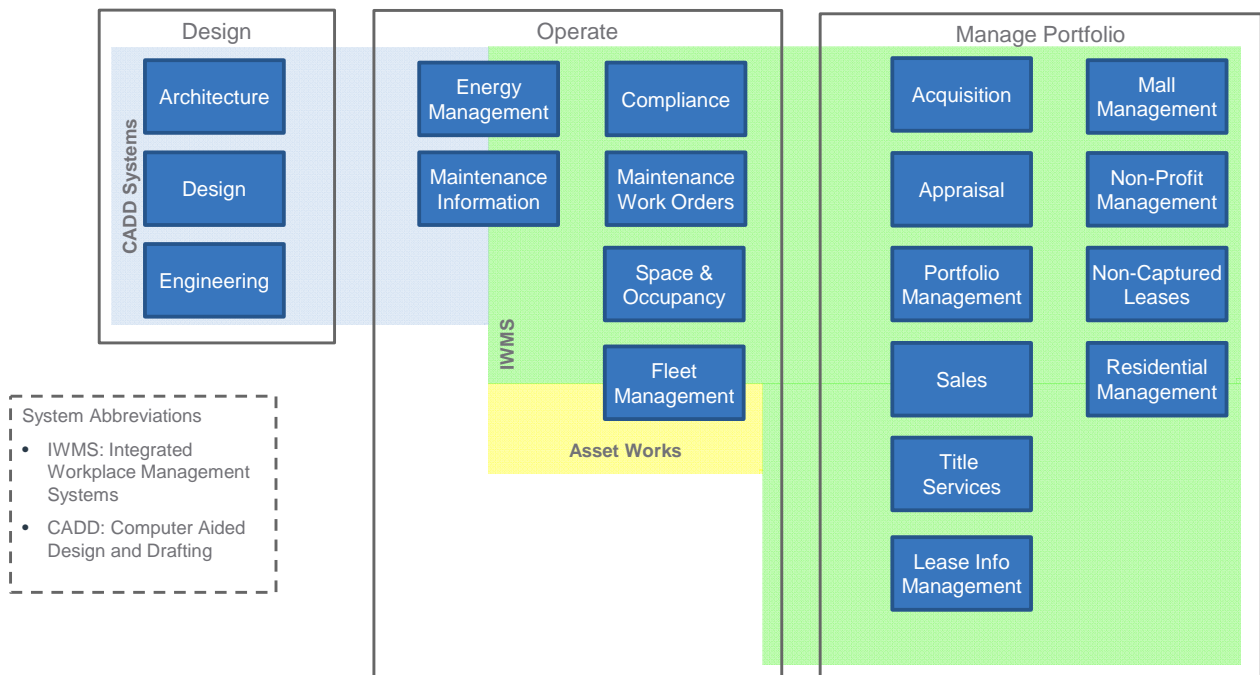 Design
CADD Systems
Architecture
Design
Engineering
Operate
Energy
Management
Compliance
Maintenance
Information
Maintenance
Work Orders
Space &
Occupancy
IWMS
Fleet
Management
Asset Works
Manage Portfolio
Acquisition
Mall
Management
Appraisal
Non-Profit
Management
Portfolio
Management
Non-Captured
Leases
Sales
Residential
Management
Title
Services
Lease Info
Management
System Abbreviations
• IWMS: Integrated
Workplace Management
Systems
• CADD: Computer Aided
Design and Drafting